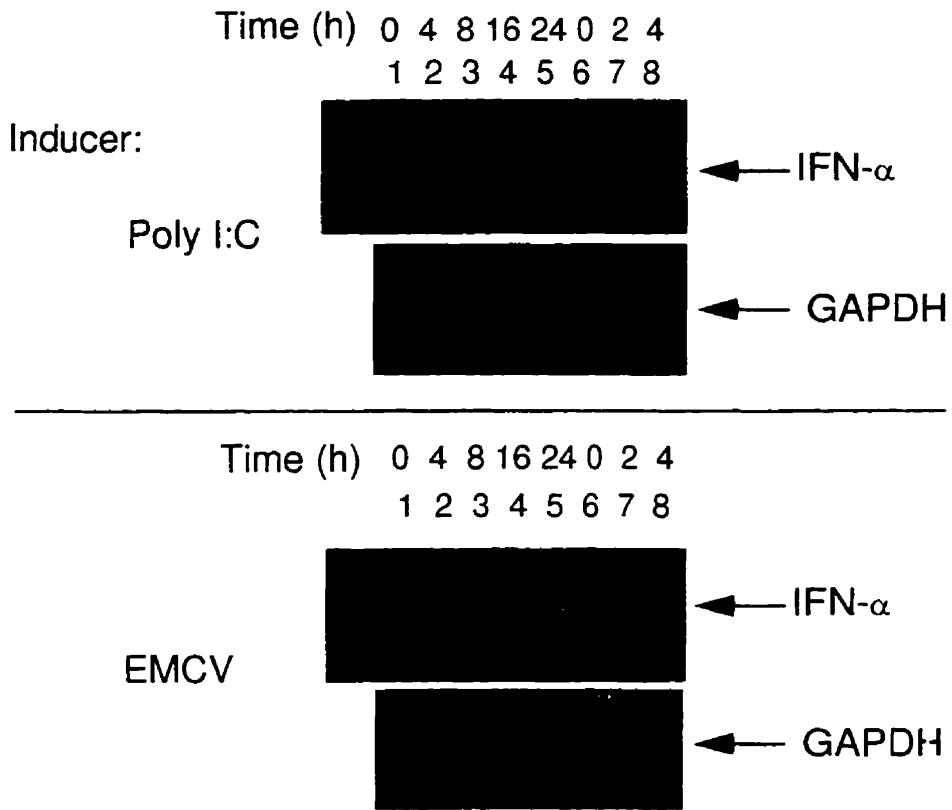 Time (h) 0 4 8 16 24 0 2 4
1 2 3 4 5 6 7 8
Inducer:
IFN-α
Poly I:C
GAPDH
Time (h) 0 4 8 16 24 0 2 4
1 2 3 4 5 6 7 8
IFN-α
EMCV
GAPDH